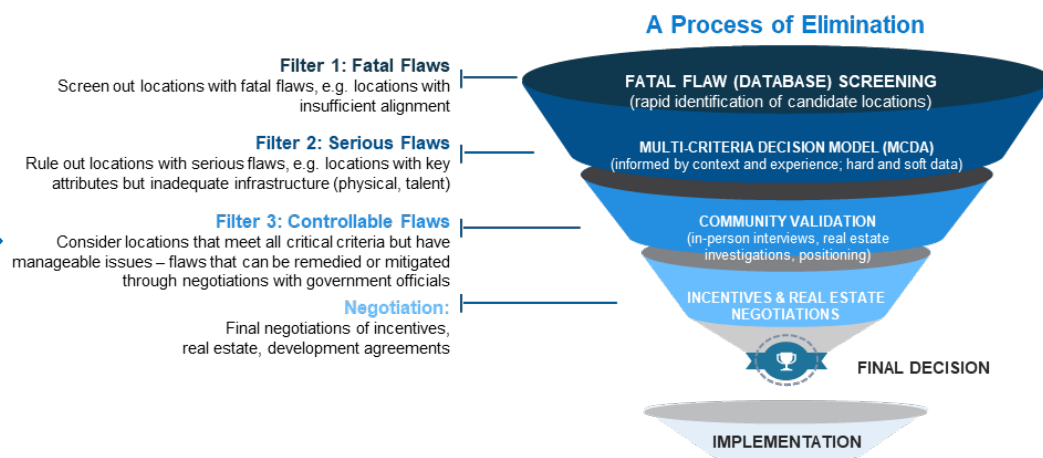 A Process of Elimination
Filter 1: Fatal Flaws
Screen out locations with fatal flaws, e.g. locations with
insufficient alignment
FATAL FLAW (DATABASE) SCREENING
(rapid identification of candidate locations)
Filter 2: Serious Flaws
Rule out locations with serious flaws, e.g. locations with key
attributes but inadequate infrastructure (physical, talent)
MULTI-CRITERIA DECISION MODEL (MCDA)
(informed by context and experience; hard and soft data)
Filter 3: Controllable Flaws
Consider locations that meet all critical criteria but have
manageable issues – flaws that can be remedied or mitigated
through negotiations with government officials
COMMUNITY VALIDATION
(in-person interviews, real estate
investigations, positioning)
Negotiation:
Final negotiations of incentives,
real estate, development agreements
INCENTIVES & REAL ESTATE
NEGOTIATIONS
FINAL DECISION
IMPLEMENTATION